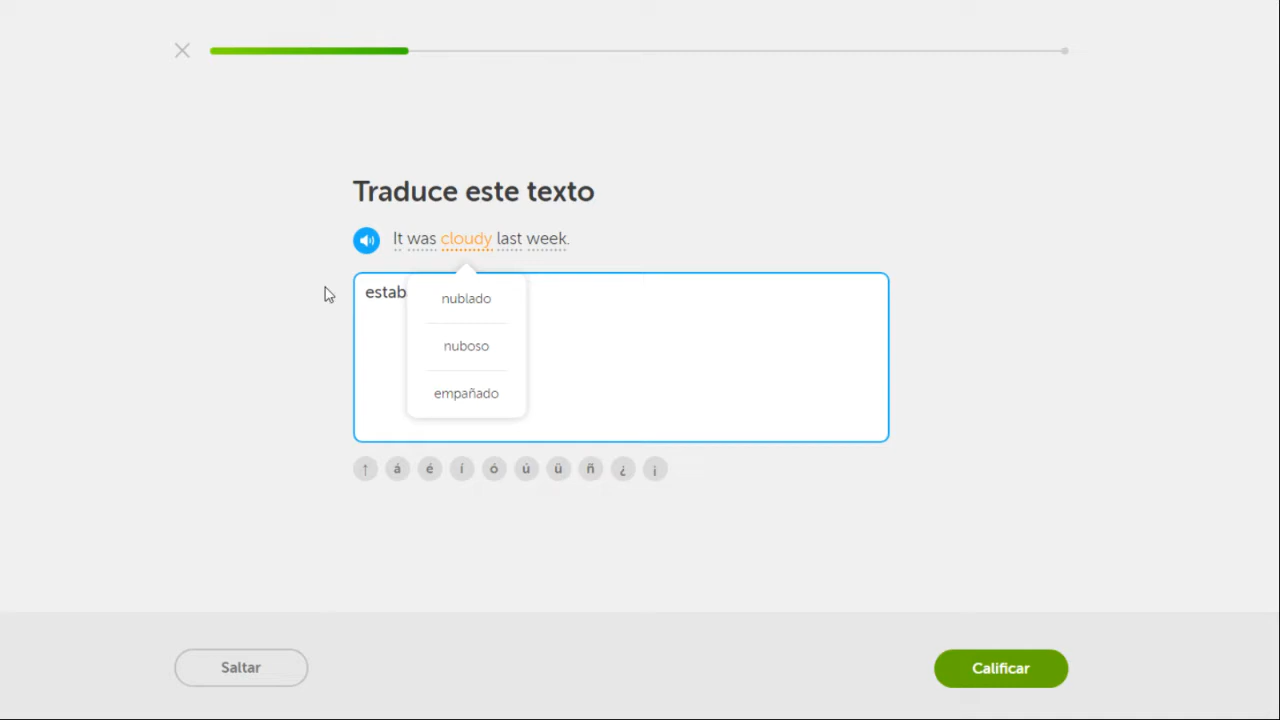 Traduce este texto
It was cloudy last week.
estab
nublado
nuboso
empañado
↑ á é í ó ú ü ñ ¿ ¡
Saltar
Calificar